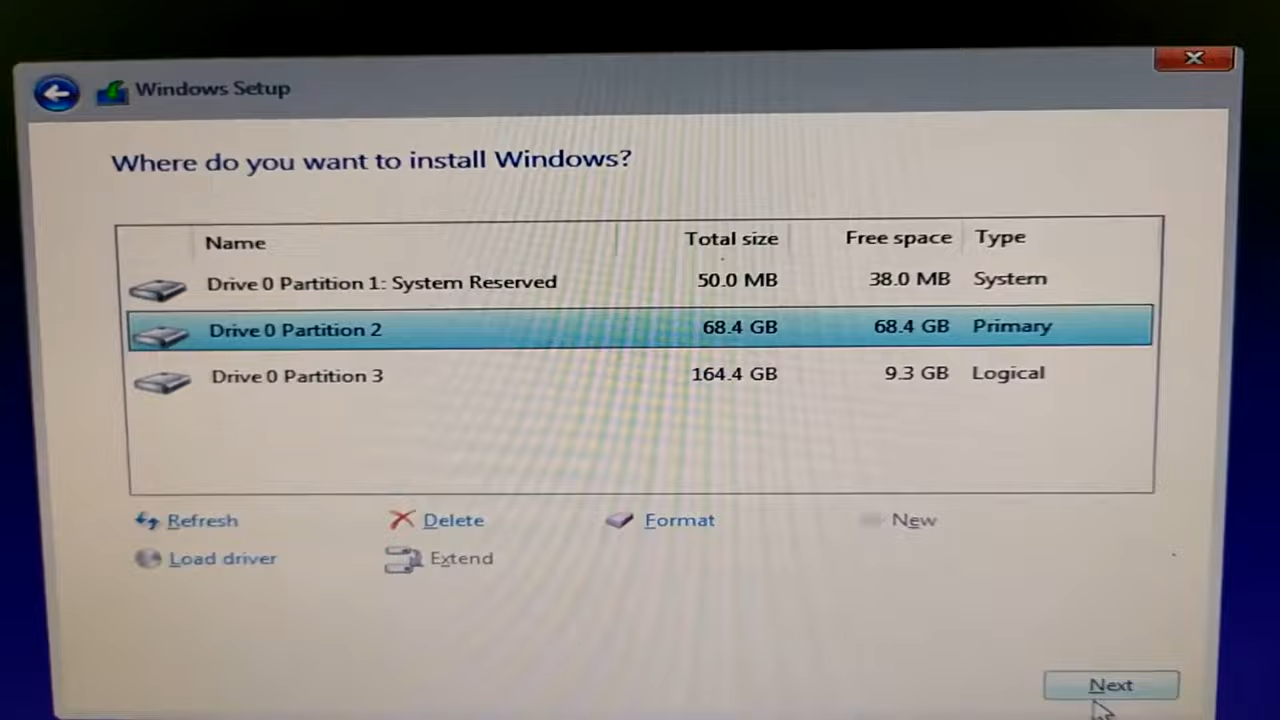 Windows Setup
Where do you want to install Windows?
Name Total size Free space Type
Drive 0 Partition 1: System Reserved 50.0 MB 38.0 MB System
Drive 0 Partition 2 68.4 GB 68.4 GB Primary
Drive 0 Partition 3 164.4 GB 9.3 GB Logical
Refresh Delete Format New
Load driver Extend
Next